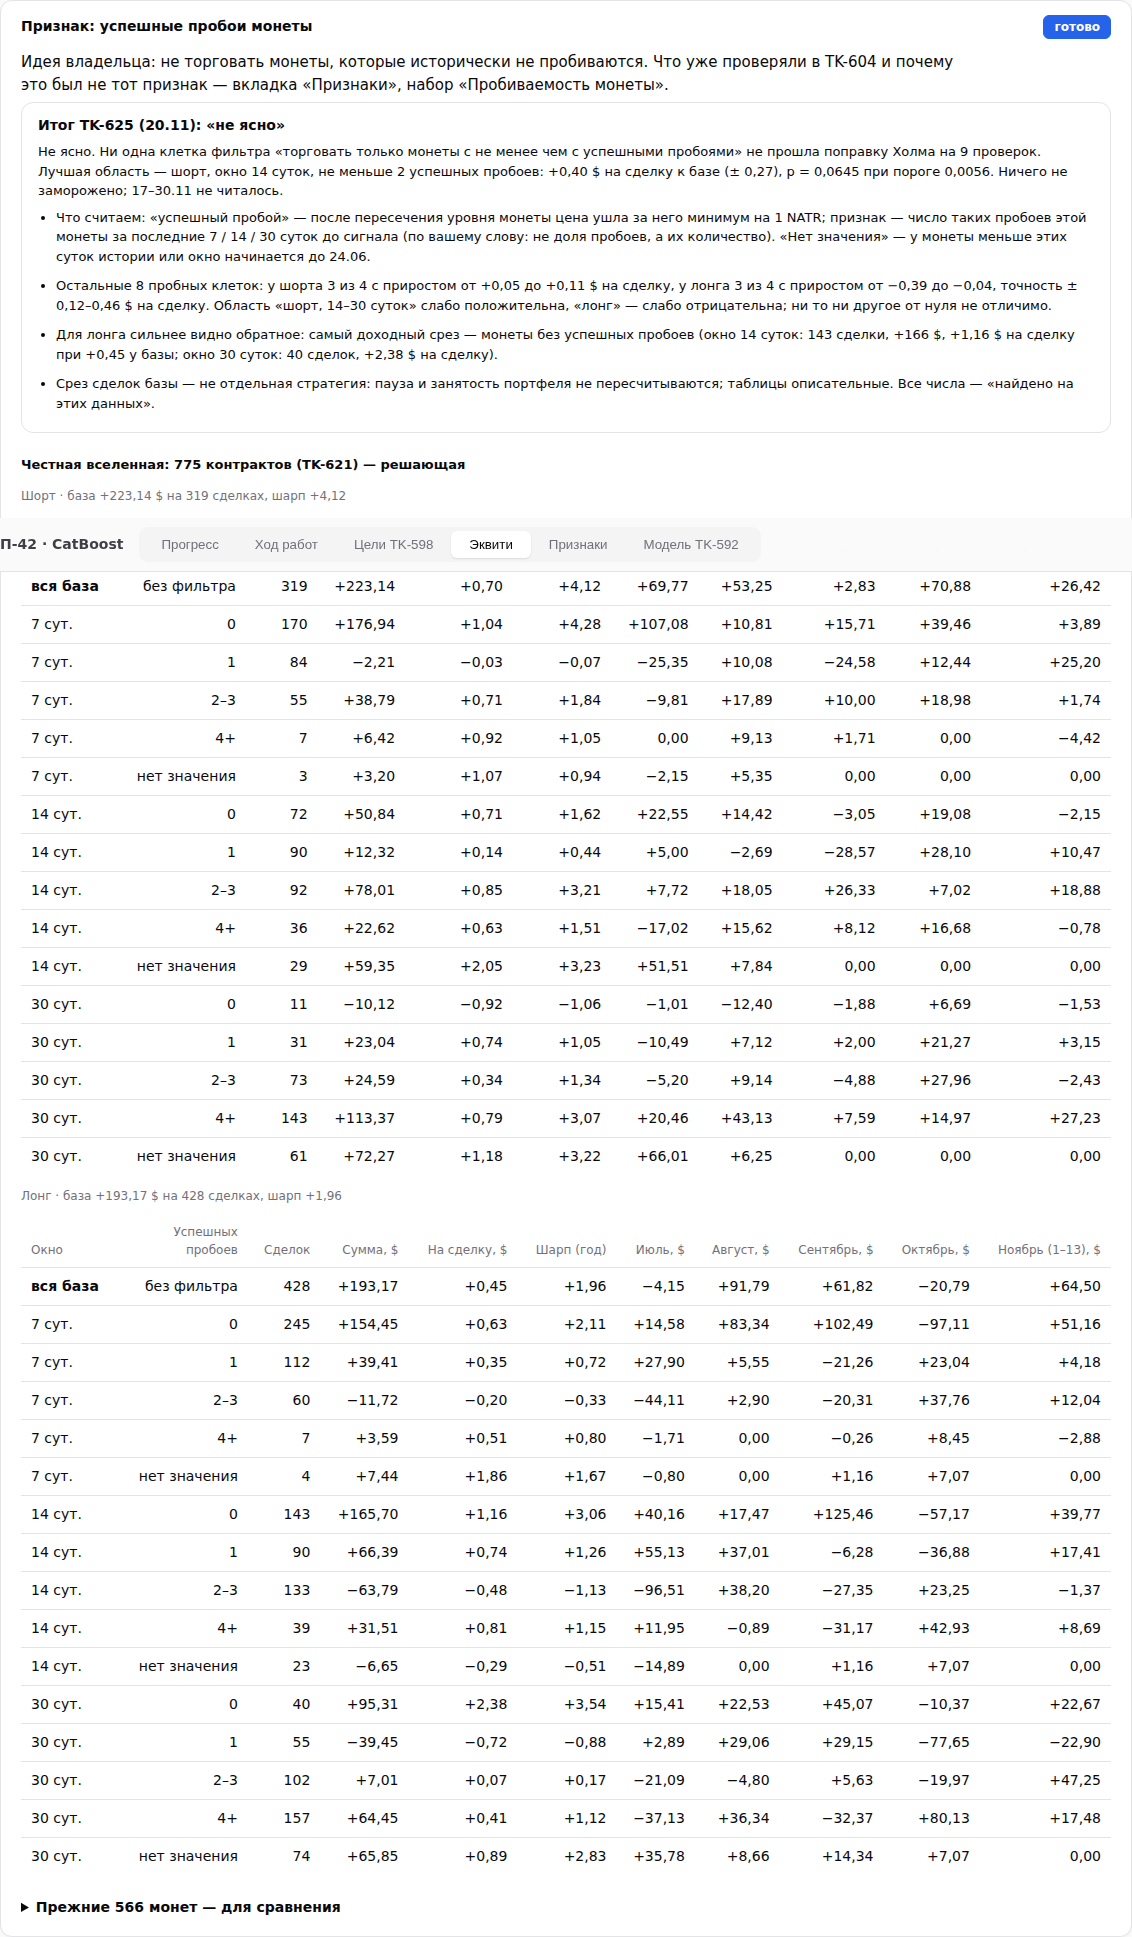 Признак: успешные пробои монеты
готово
Идея владельца: не торговать монеты, которые исторически не пробиваются. Что уже проверяли в TK-604 и почему
это был не тот признак — вкладка «Признаки», набор «Пробиваемость монеты».
Итог TK-625 (20.11): «не ясно»
Не ясно. Ни одна клетка фильтра «торговать только монеты с не менее чем с успешными пробоями» не прошла поправку Холма на 9 проверок.
Лучшая область — шорт, окно 14 суток, не меньше 2 успешных пробоев: +0,40 $ на сделку к базе (± 0,27), p = 0,0645 при пороге 0,0056. Ничего не
заморожено; 17–30.11 не читалось.
• Что считаем: «успешный пробой» — после пересечения уровня монеты цена ушла за него минимум на 1 NATR; признак — число таких пробоев этой
монеты за последние 7 / 14 / 30 суток до сигнала (по вашему слову: не доля пробоев, а их количество). «Нет значения» — у монеты меньше этих
суток истории или окно начинается до 24.06.
• Остальные 8 пробных клеток: у шорта 3 из 4 с приростом от +0,05 до +0,11 $ на сделку, у лонга 3 из 4 с приростом от −0,39 до −0,04, точность ±
0,12–0,46 $ на сделку. Область «шорт, 14–30 суток» слабо положительна, «лонг» — слабо отрицательна; ни то ни другое от нуля не отличимо.
• Для лонга сильнее видно обратное: самый доходный срез — монеты без успешных пробоев (окно 14 суток: 143 сделки, +166 $, +1,16 $ на сделку
при +0,45 у базы; окно 30 суток: 40 сделок, +2,38 $ на сделку).
• Срез сделок базы — не отдельная стратегия: пауза и занятость портфеля не пересчитываются; таблицы описательные. Все числа — «найдено на
этих данных».
Честная вселенная: 775 контрактов (TK-621) — решающая
Шорт · база +223,14 $ на 319 сделках, шарп +4,12
П-42 · CatBoost Прогресс Ход работ Цели TK-598 Эквити Признаки Модель TK-592
вся база без фильтра 319 +223,14 +0,70 +4,12 +69,77 +53,25 +2,83 +70,88 +26,42
7 сут. 0 170 +176,94 +1,04 +4,28 +107,08 +10,81 +15,71 +39,46 +3,89
7 сут. 1 84 −2,21 −0,03 −0,07 −25,35 +10,08 −24,58 +12,44 +25,20
7 сут. 2–3 55 +38,79 +0,71 +1,84 −9,81 +17,89 +10,00 +18,98 +1,74
7 сут. 4+ 7 +6,42 +0,92 +1,05 0,00 +9,13 +1,71 0,00 −4,42
7 сут. нет значения 3 +3,20 +1,07 +0,94 −2,15 +5,35 0,00 0,00 0,00
14 сут. 0 72 +50,84 +0,71 +1,62 +22,55 +14,42 −3,05 +19,08 −2,15
14 сут. 1 90 +12,32 +0,14 +0,44 +5,00 −2,69 −28,57 +28,10 +10,47
14 сут. 2–3 92 +78,01 +0,85 +3,21 +7,72 +18,05 +26,33 +7,02 +18,88
14 сут. 4+ 36 +22,62 +0,63 +1,51 −17,02 +15,62 +8,12 +16,68 −0,78
14 сут. нет значения 29 +59,35 +2,05 +3,23 +51,51 +7,84 0,00 0,00 0,00
30 сут. 0 11 −10,12 −0,92 −1,06 −1,01 −12,40 −1,88 +6,69 −1,53
30 сут. 1 31 +23,04 +0,74 +1,05 −10,49 +7,12 +2,00 +21,27 +3,15
30 сут. 2–3 73 +24,59 +0,34 +1,34 −5,20 +9,14 −4,88 +27,96 −2,43
30 сут. 4+ 143 +113,37 +0,79 +3,07 +20,46 +43,13 +7,59 +14,97 +27,23
30 сут. нет значения 61 +72,27 +1,18 +3,22 +66,01 +6,25 0,00 0,00 0,00
Лонг · база +193,17 $ на 428 сделках, шарп +1,96
Успешных
Окно пробоев Сделок Сумма, $ На сделку, $ Шарп (год) Июль, $ Август, $ Сентябрь, $ Октябрь, $ Ноябрь (1–13), $
вся база без фильтра 428 +193,17 +0,45 +1,96 −4,15 +91,79 +61,82 −20,79 +64,50
7 сут. 0 245 +154,45 +0,63 +2,11 +14,58 +83,34 +102,49 −97,11 +51,16
7 сут. 1 112 +39,41 +0,35 +0,72 +27,90 +5,55 −21,26 +23,04 +4,18
7 сут. 2–3 60 −11,72 −0,20 −0,33 −44,11 +2,90 −20,31 +37,76 +12,04
7 сут. 4+ 7 +3,59 +0,51 +0,80 −1,71 0,00 −0,26 +8,45 −2,88
7 сут. нет значения 4 +7,44 +1,86 +1,67 −0,80 0,00 +1,16 +7,07 0,00
14 сут. 0 143 +165,70 +1,16 +3,06 +40,16 +17,47 +125,46 −57,17 +39,77
14 сут. 1 90 +66,39 +0,74 +1,26 +55,13 +37,01 −6,28 −36,88 +17,41
14 сут. 2–3 133 −63,79 −0,48 −1,13 −96,51 +38,20 −27,35 +23,25 −1,37
14 сут. 4+ 39 +31,51 +0,81 +1,15 +11,95 −0,89 −31,17 +42,93 +8,69
14 сут. нет значения 23 −6,65 −0,29 −0,51 −14,89 0,00 +1,16 +7,07 0,00
30 сут. 0 40 +95,31 +2,38 +3,54 +15,41 +22,53 +45,07 −10,37 +22,67
30 сут. 1 55 −39,45 −0,72 −0,88 +2,89 +29,06 +29,15 −77,65 −22,90
30 сут. 2–3 102 +7,01 +0,07 +0,17 −21,09 −4,80 +5,63 −19,97 +47,25
30 сут. 4+ 157 +64,45 +0,41 +1,12 −37,13 +36,34 −32,37 +80,13 +17,48
30 сут. нет значения 74 +65,85 +0,89 +2,83 +35,78 +8,66 +14,34 +7,07 0,00
▶ Прежние 566 монет — для сравнения